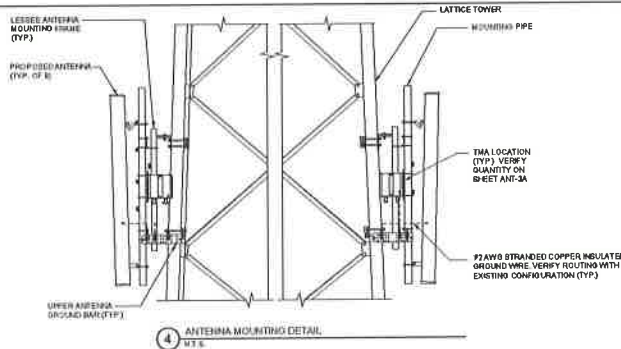 LESSEE ANTENNA
MOUNTING FRAME
(TYP.)
PROPOSED ANTENNA
(TYP. OF
UPPER ANTENNA
GROUND BAR (TYP.)
LATTICE TOWER
MOUNTING PIPE
TMA LOCATION
(TYP.) VERIFY
QUANTITY ON
SHEET ANT-3A
#2 AWG STRANDED COPPER INSULATED
GROUND WIRE. VERIFY ROUTING WITH
EXISTING CONFIGURATION (TYP.)
4 ANTENNA MOUNTING DETAIL
N.T.S.